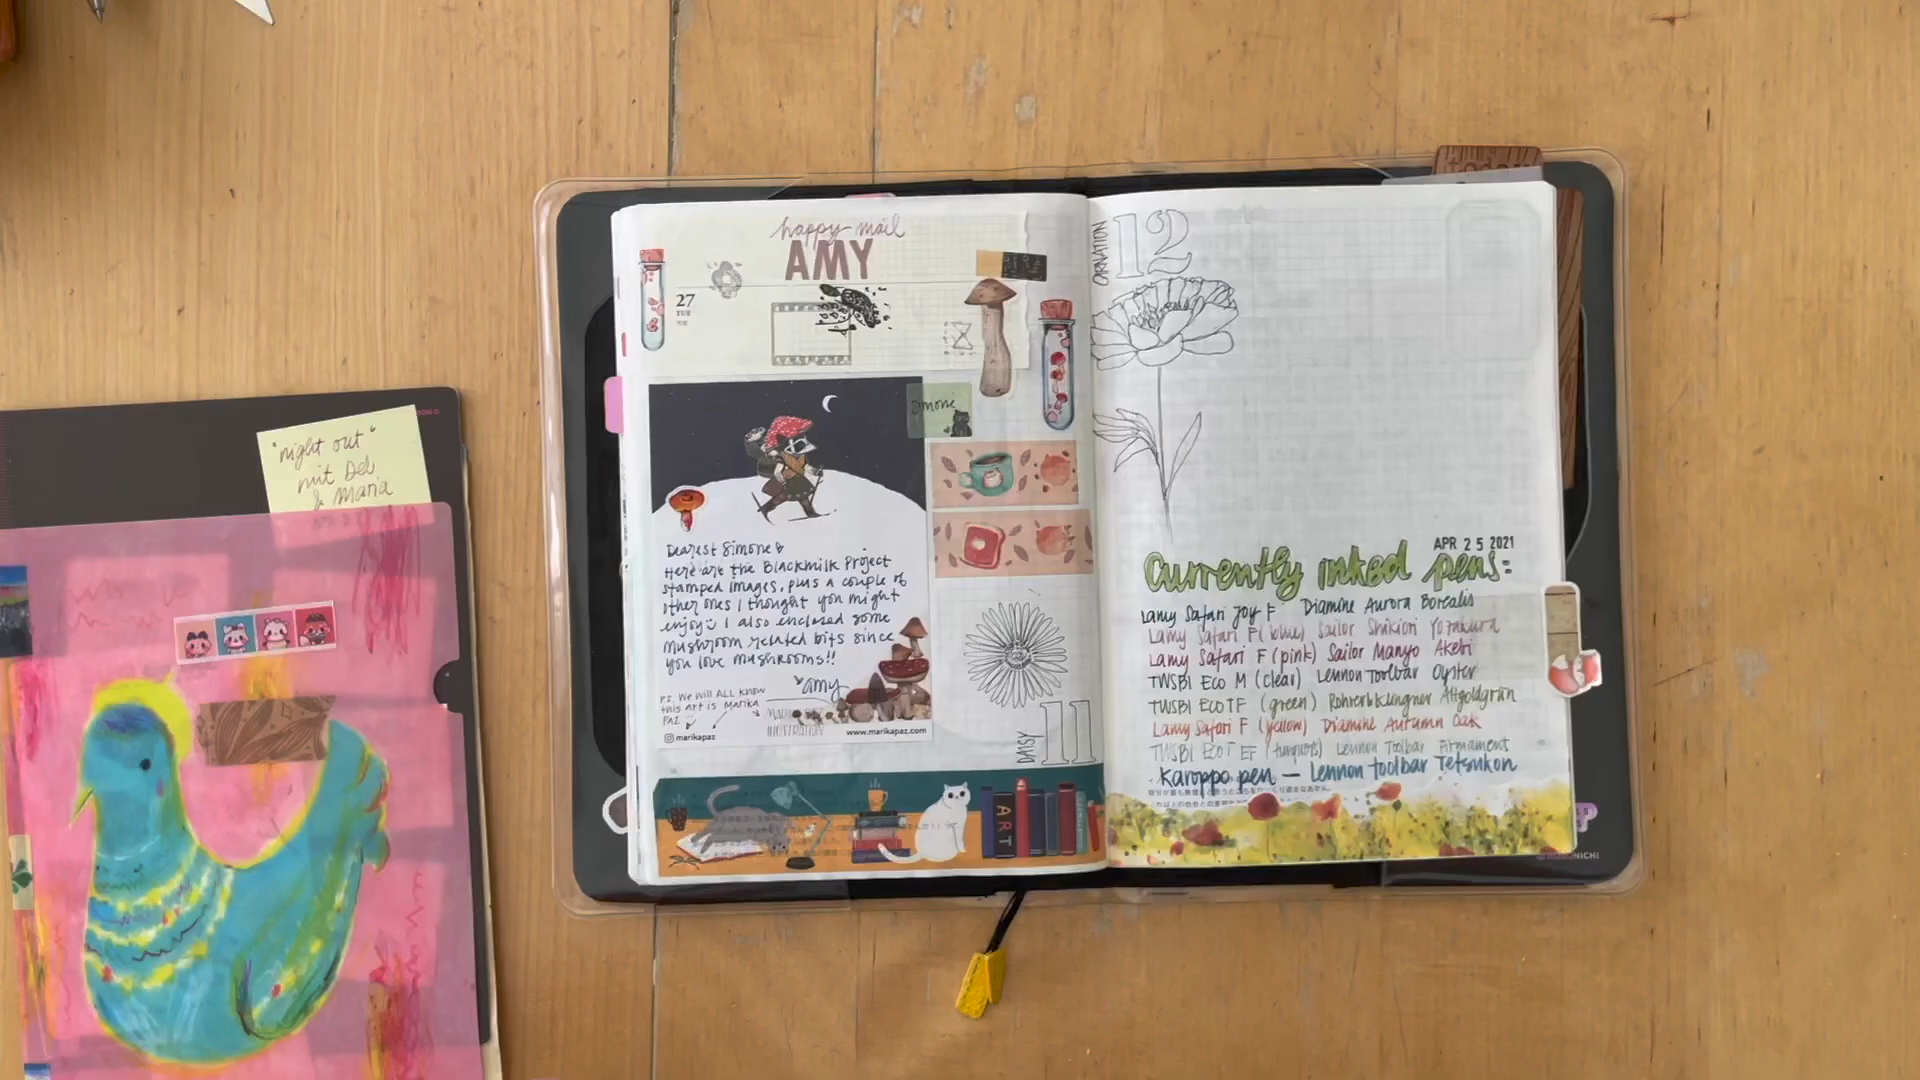 "night out"
mit Deb
& Maria
happy mail
AMY
27
TUE
Simone
Dearest Simone
Here are the Blackmilk Project
stamped images, plus a couple of
other ones I thought you might
enjoy I also enclosed some
mushroom related bits since
you love mushrooms!!
amy
P.S. We will ALL know
this art is Marika
PAZ
marikapaz
ILLUSTRATION
www.marikapaz.com
DAISY
11
ART
12
today
APR 25 2021
Currently inked pens:
Lamy Safari Joy F Diamine Aurora Borealis
Lamy Safari F (blue) Sailor Shikiori Yozakura
Lamy Safari F (pink) Sailor Manyo Akebi
TWSBI Eco M (clear) Lennon Toolbar Oyster
TWSBI ECO T F (green) Rohrer&Klingner Altgoldgrün
Lamy Safari F (yellow) Diamine Autumn Oak
TWSBI ECO T EF Lennon Toolbar Firmament
Karoppo pen — Lennon Toolbar Tetsukon
HOBONICHI